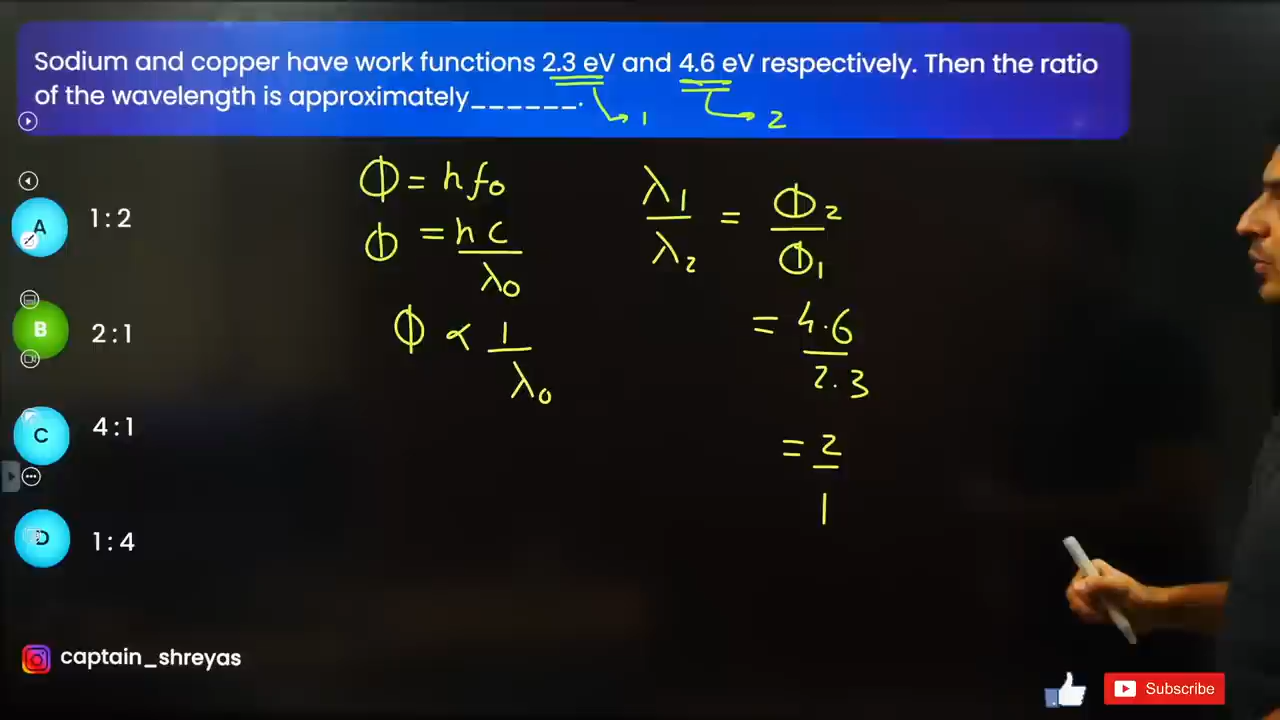 Sodium and copper have work functions 2.3 eV and 4.6 eV respectively. Then the ratio
of the wavelength is approximately______.
1
2
A 1 : 2
B 2 : 1
C 4 : 1
D 1 : 4
Φ = hf₀
Φ = hc/λ₀
Φ ∝ 1/λ₀
λ₁/λ₂ = Φ₂/Φ₁
= 4.6/2.3
= 2/1
captain_shreyas
Subscribe